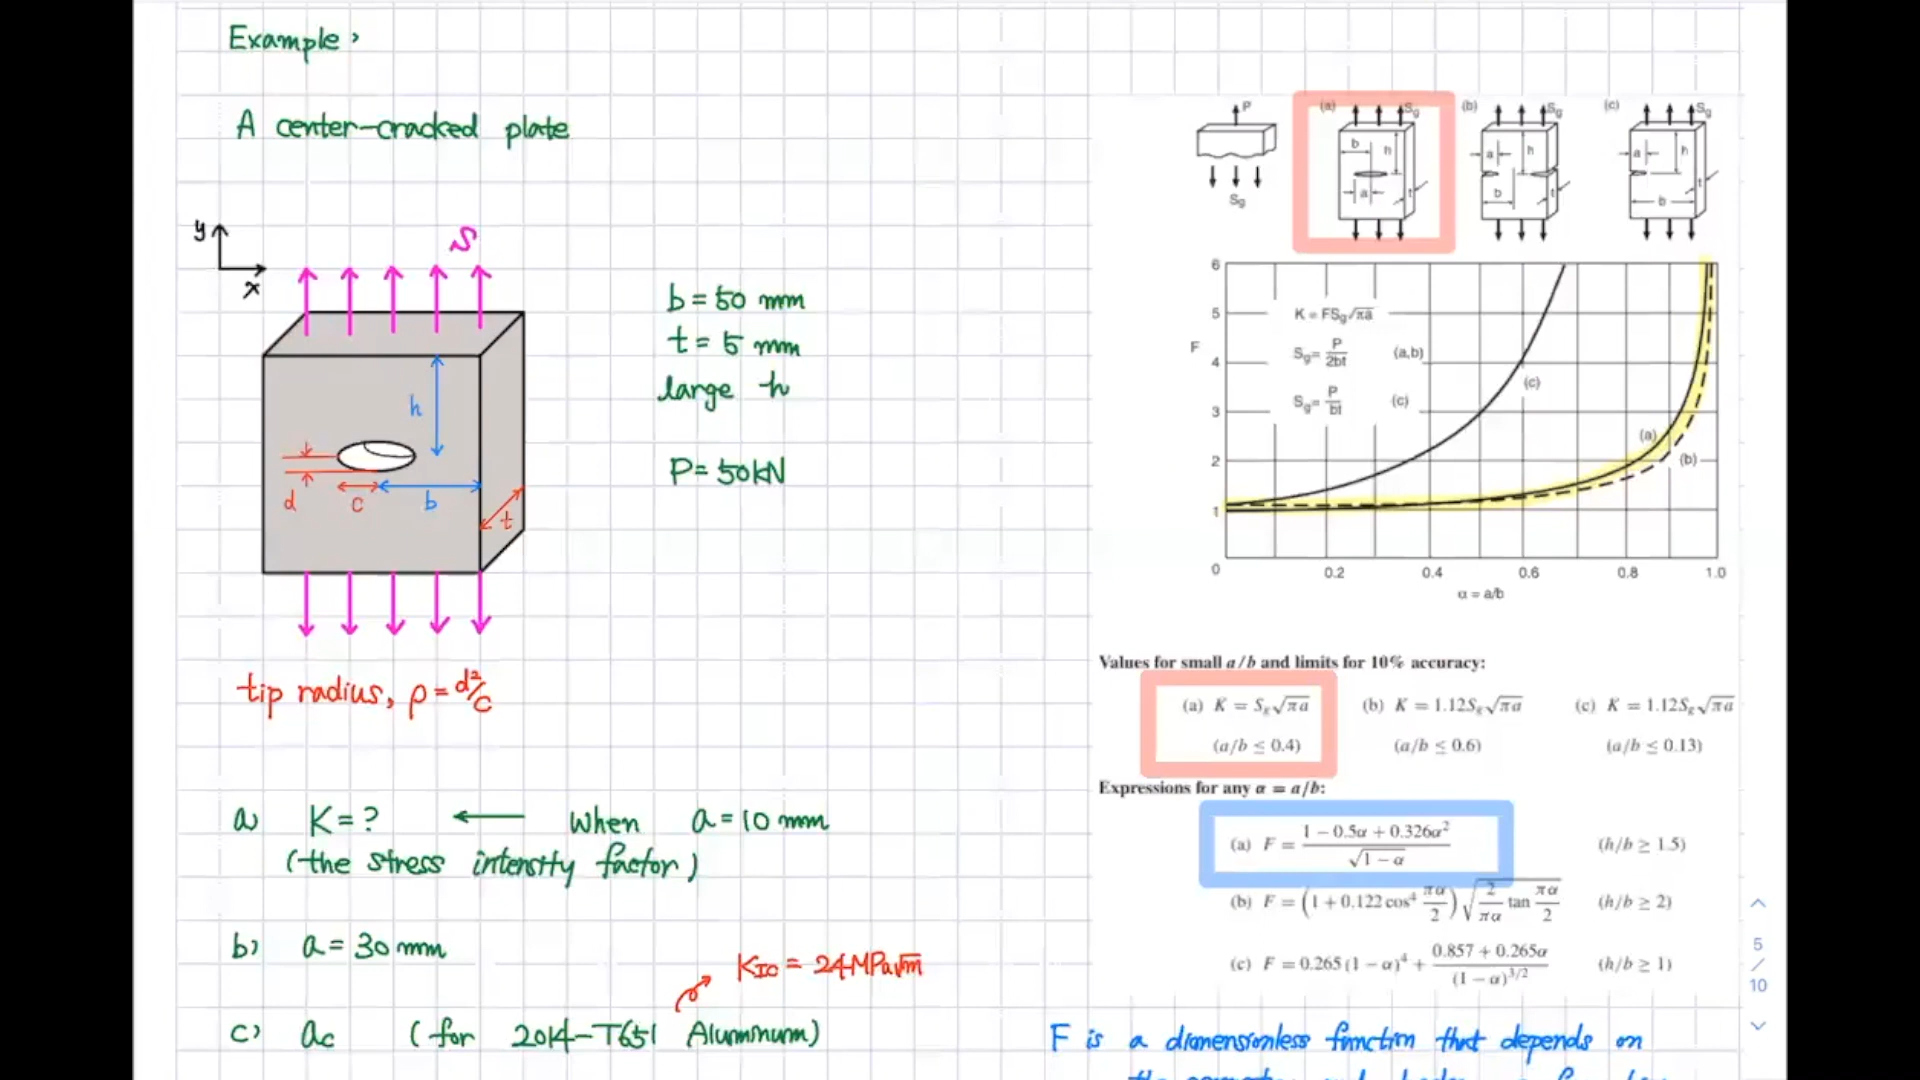 Example >
A center-cracked plate
y
x
S
h
d
c
b
t
b = 50 mm
t = 5 mm
large h
P = 50kN
tip radius, ρ = d²/c
a) K = ? ← when a = 10 mm
(the stress intensity factor)
b) a = 30 mm
KIC = 24MPa√m
c) ac (for 2014-T651 Aluminum)
P
Sg
(a) Sg
b h
a t
(b) Sg
a h
b t
(c) Sg
a h
b t
F
6
5
4
3
2
1
0
0.2 0.4 0.6 0.8 1.0
α = a/b
K = FSg√πa
Sg = P/2bt (a,b)
Sg = P/bt (c)
(c)
(a)
(b)
Values for small a/b and limits for 10% accuracy:
(a) K = Sg√πa (b) K = 1.12Sg√πa (c) K = 1.12Sg√πa
(a/b ≤ 0.4) (a/b ≤ 0.6) (a/b ≤ 0.13)
Expressions for any α = a/b:
(a) F = (1 − 0.5α + 0.326α²)/√(1 − α) (h/b ≥ 1.5)
(b) F = (1 + 0.122 cos⁴ πα/2) √(2/πα tan πα/2) (h/b ≥ 2)
(c) F = 0.265 (1 − α)⁴ + (0.857 + 0.265α)/(1 − α)^3/2 (h/b ≥ 1)
5
/
10
F is a dimensionless function that depends on